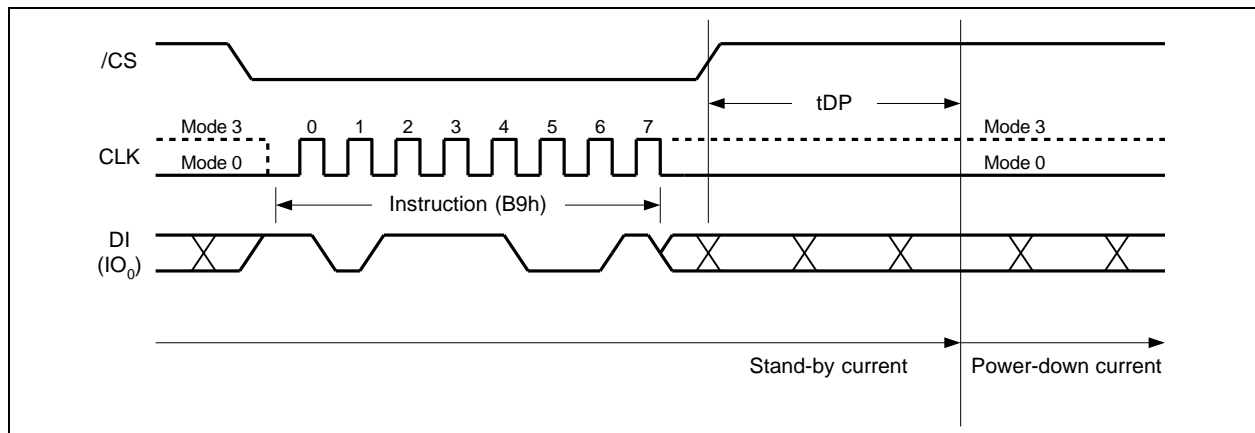 /CS
tDP
Mode 3 0 1 2 3 4 5 6 7 Mode 3
CLK
Mode 0 Mode 0
Instruction (B9h)
DI
(IO₀)
Stand-by current Power-down current